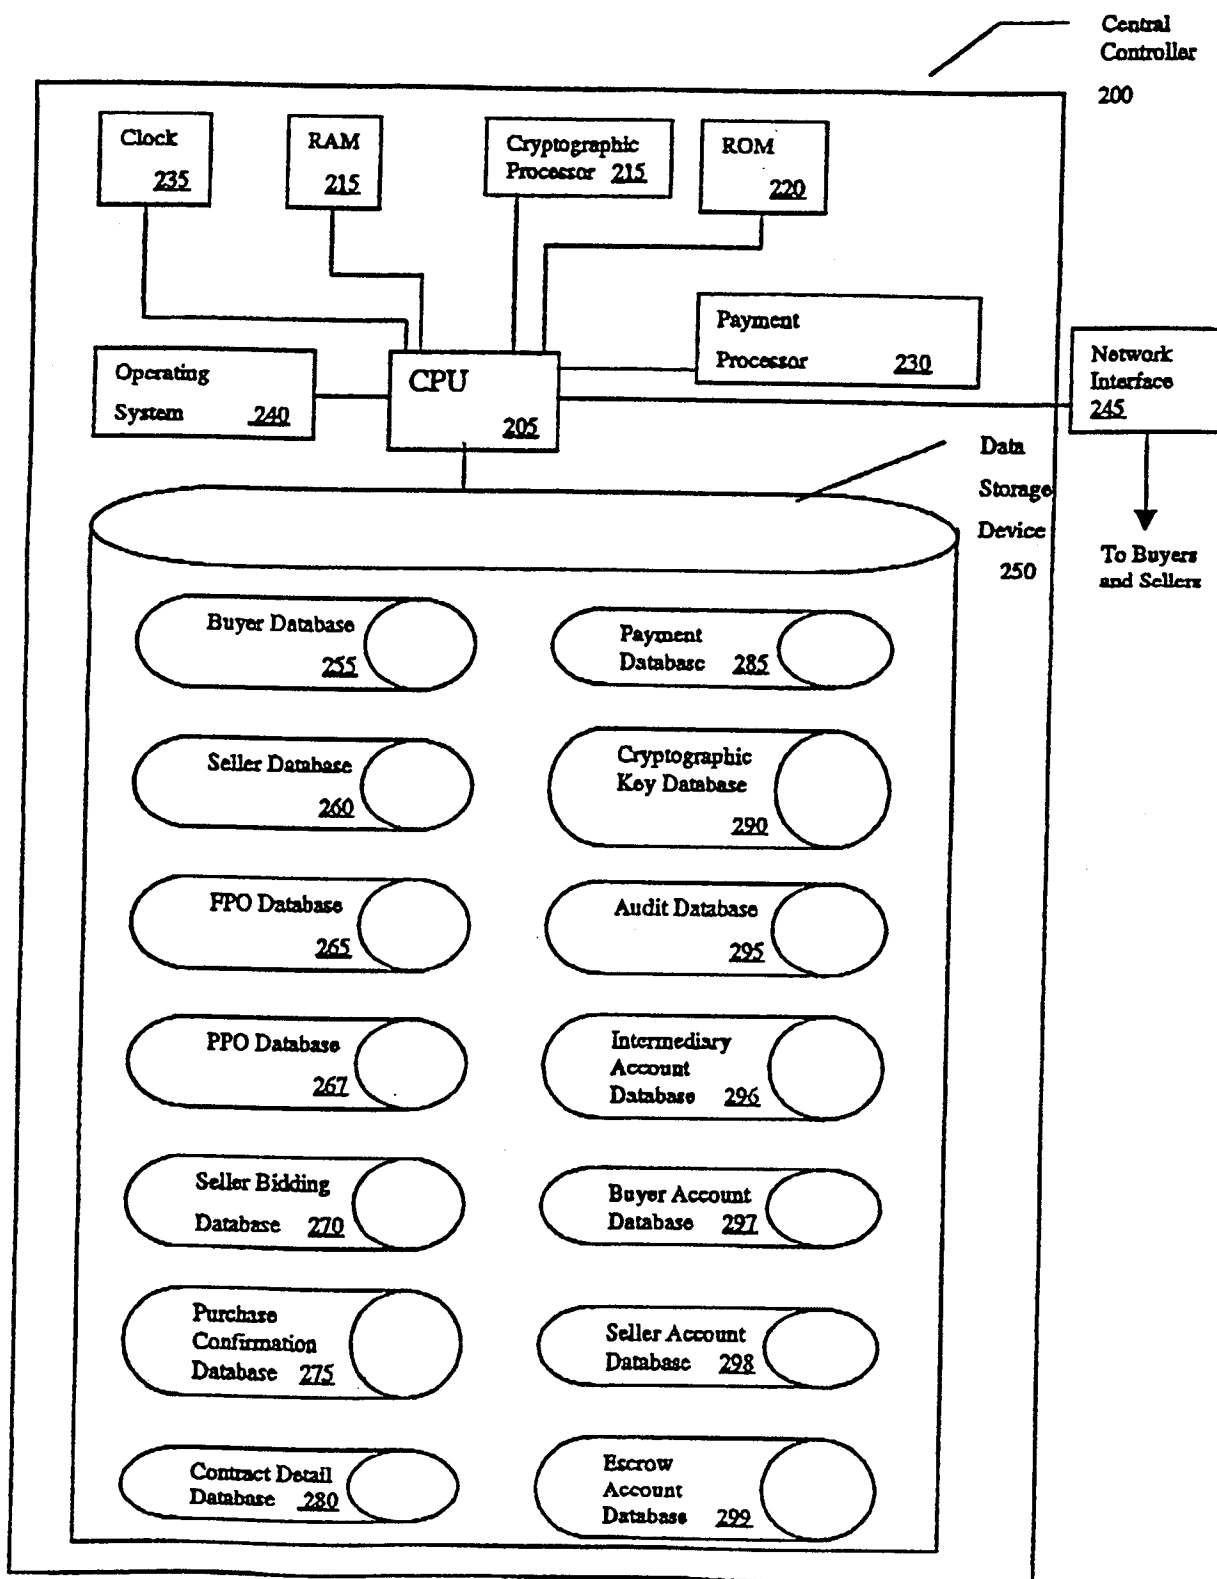 Central
Controller
200
Clock
235
RAM
215
Cryptographic
Processor 215
ROM
220
Payment
Processor 230
Operating
System 240
CPU
205
Network
Interface
245
Data
Storage
Device
250
To Buyers
and Sellers
Buyer Database
255
Payment
Database 285
Seller Database
260
Cryptographic
Key Database
290
FPO Database
265
Audit Database
295
PPO Database
267
Intermediary
Account
Database 296
Seller Bidding
Database 270
Buyer Account
Database 297
Purchase
Confirmation
Database 275
Seller Account
Database 298
Contract Detail
Database 280
Escrow
Account
Database 299